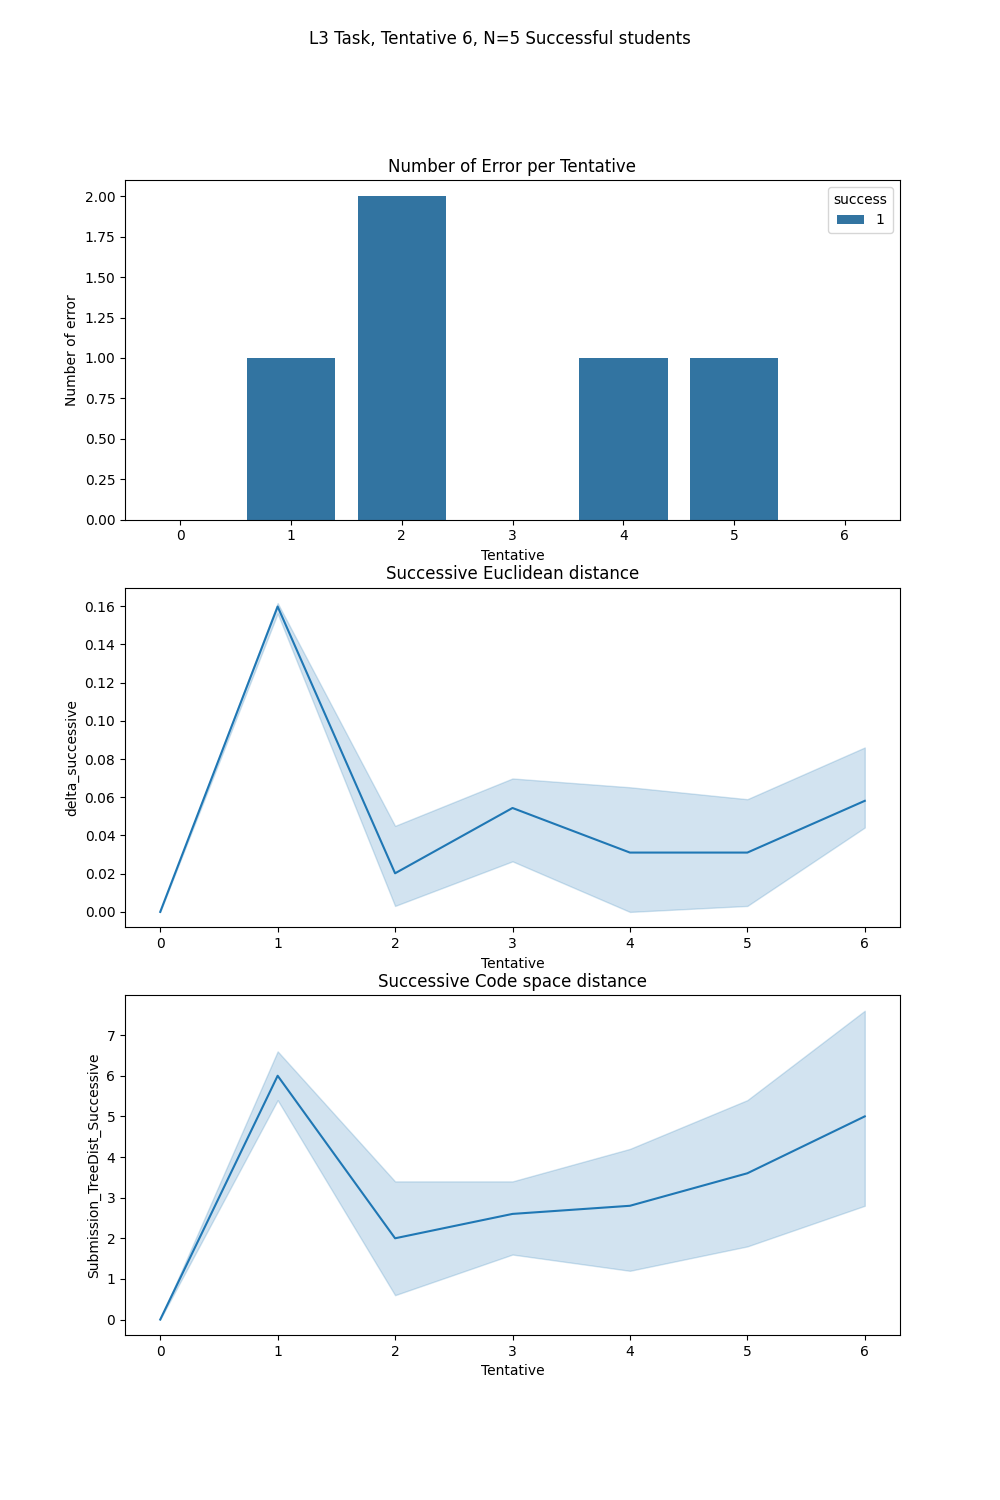 L3 Task, Tentative 6, N=5 Successful students
Number of Error per Tentative
success
1
2.00
1.75
1.50
1.25
1.00
0.75
0.50
0.25
0.00
Number of error
0 1 2 3 4 5 6
Tentative
Successive Euclidean distance
0.16
0.14
0.12
0.10
0.08
0.06
0.04
0.02
0.00
delta_successive
0 1 2 3 4 5 6
Tentative
Successive Code space distance
7
6
5
4
3
2
1
0
Submission_TreeDist_Successive
0 1 2 3 4 5 6
Tentative